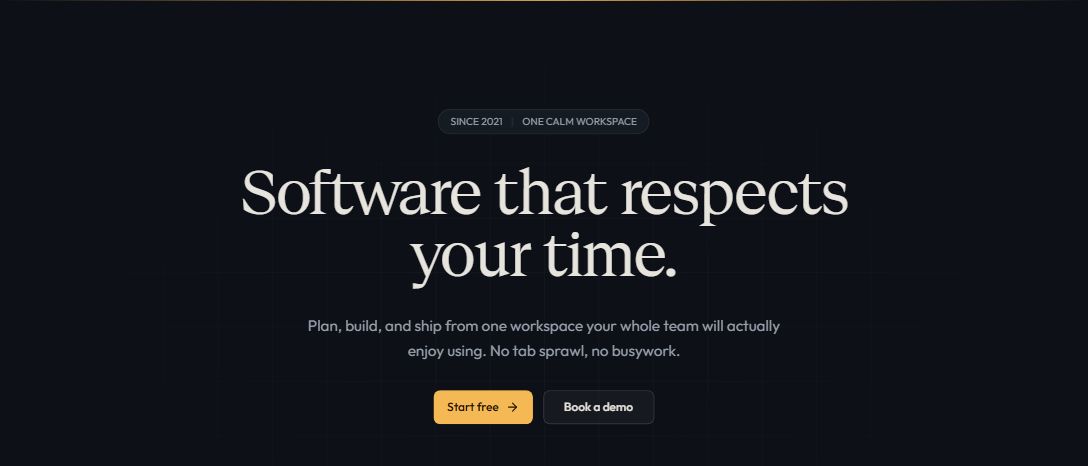 SINCE 2021 | ONE CALM WORKSPACE
Software that respects
your time.
Plan, build, and ship from one workspace your whole team will actually
enjoy using. No tab sprawl, no busywork.
Start free →
Book a demo